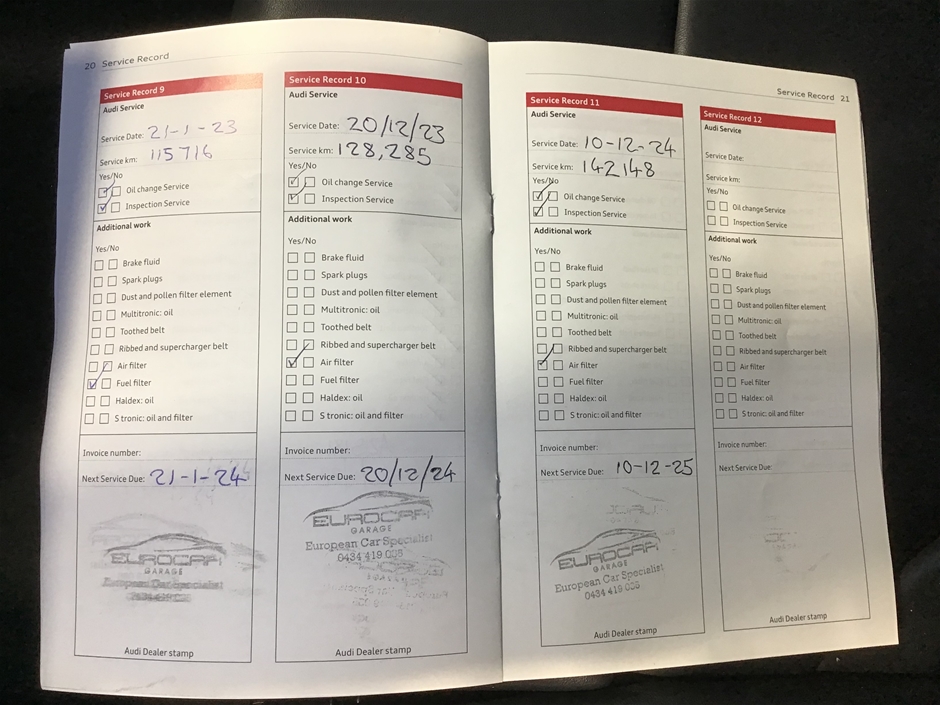 20 Service Record
Service Record 9
Audi Service
Service Date: 21-1-23
Service km: 115716
Yes/No
Oil change Service
Inspection Service
Additional work
Yes/No
Brake fluid
Spark plugs
Dust and pollen filter element
Multitronic: oil
Toothed belt
Ribbed and supercharger belt
Air filter
Fuel filter
Haldex: oil
S tronic: oil and filter
Invoice number:
Next Service Due: 21-1-24
EUROCAR
GARAGE
European Car Specialist
Audi Dealer stamp
Service Record 10
Audi Service
Service Date: 20/12/23
Service km: 128,285
Yes/No
Oil change Service
Inspection Service
Additional work
Yes/No
Brake fluid
Spark plugs
Dust and pollen filter element
Multitronic: oil
Toothed belt
Ribbed and supercharger belt
Air filter
Fuel filter
Haldex: oil
S tronic: oil and filter
Invoice number:
Next Service Due: 20/12/24
EUROCAR
GARAGE
European Car Specialist
0434 419 036
Audi Dealer stamp
Service Record 21
Service Record 11
Audi Service
Service Date: 10-12-24
Service km: 142148
Yes/No
Oil change Service
Inspection Service
Additional work
Yes/No
Brake fluid
Spark plugs
Dust and pollen filter element
Multitronic: oil
Toothed belt
Ribbed and supercharger belt
Air filter
Fuel filter
Haldex: oil
S tronic: oil and filter
Invoice number:
Next Service Due: 10-12-25
EUROCAR
GARAGE
European Car Specialist
0434 419 036
Audi Dealer stamp
Service Record 12
Audi Service
Service Date:
Service km:
Yes/No
Oil change Service
Inspection Service
Additional work
Yes/No
Brake fluid
Spark plugs
Dust and pollen filter element
Multitronic: oil
Toothed belt
Ribbed and supercharger belt
Air filter
Fuel filter
Haldex: oil
S tronic: oil and filter
Invoice number:
Next Service Due:
Audi Dealer stamp